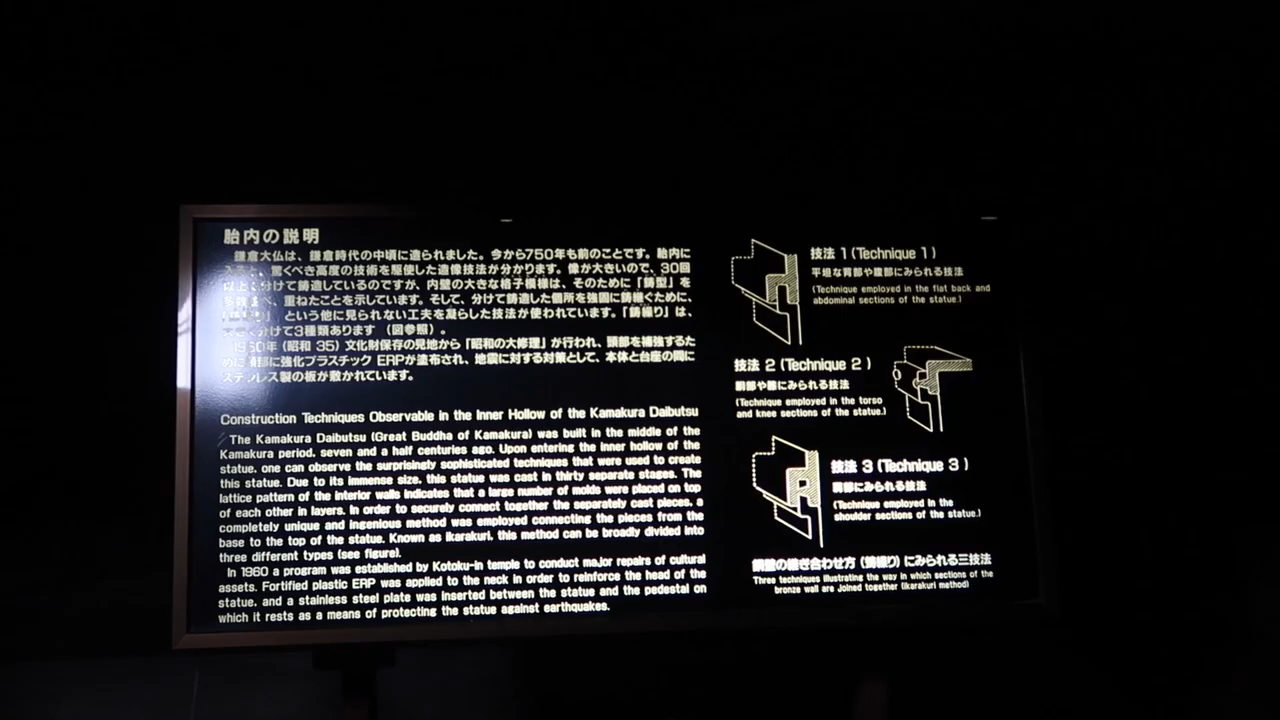 胎内の説明
鎌倉大仏は、鎌倉時代の中頃に造られました。今から750年も前のことです。胎内に
驚くべき高度の技術を駆使した造像技法が分かります。像が大きいので、30回
以上 分けて鋳造しているのですが、内壁の大きな格子模様は、そのために「鋳型」を
重ねたことを示しています。そして、分けて鋳造した個所を強固に鋳継ぐために、
という他に見られない工夫を凝らした技法が使われています。「鋳繰り」は、
分けて3種類あります (図参照)。
1960年(昭和 35) 文化財保存の見地から「昭和の大修理」が行われ、頭部を補強するた
めに 頚部に強化プラスチック ERPが塗布され、地震に対する対策として、本体と台座の間に
ステンレス製の板が敷かれています。
Construction Techniques Observable in the Inner Hollow of the Kamakura Daibutsu
The Kamakura Daibutsu (Great Buddha of Kamakura) was built in the middle of the
Kamakura period, seven and a half centuries ago. Upon entering the inner hollow of the
statue, one can observe the surprisingly sophisticated techniques that were used to create
this statue. Due to its immense size, this statue was cast in thirty separate stages. The
lattice pattern of the interior walls indicates that a large number of molds were placed on top
of each other in layers. In order to securely connect together the separately cast pieces, a
completely unique and ingenious method was employed connecting the pieces from the
base to the top of the statue. Known as Ikarakuri, this method can be broadly divided into
three different types (see figure).
In 1960 a program was established by Kotoku-in temple to conduct major repairs of cultural
assets. Fortified plastic ERP was applied to the neck in order to reinforce the head of the
statue, and a stainless steel plate was inserted between the statue and the pedestal on
which it rests as a means of protecting the statue against earthquakes.
技法 1 (Technique 1)
平坦な背部や腹部にみられる技法
(Technique employed in the flat back and
abdominal sections of the statue.)
技法 2 (Technique 2)
胴部や膝にみられる技法
(Technique employed in the torso
and knee sections of the statue.)
技法 3 (Technique 3)
肩部にみられる技法
(Technique employed in the
shoulder sections of the statue.)
銅壁の継ぎ合わせ方 (鋳繰り) にみられる三技法
Three techniques illustrating the way in which sections of the
bronze wall are joined together (Ikarakuri method)